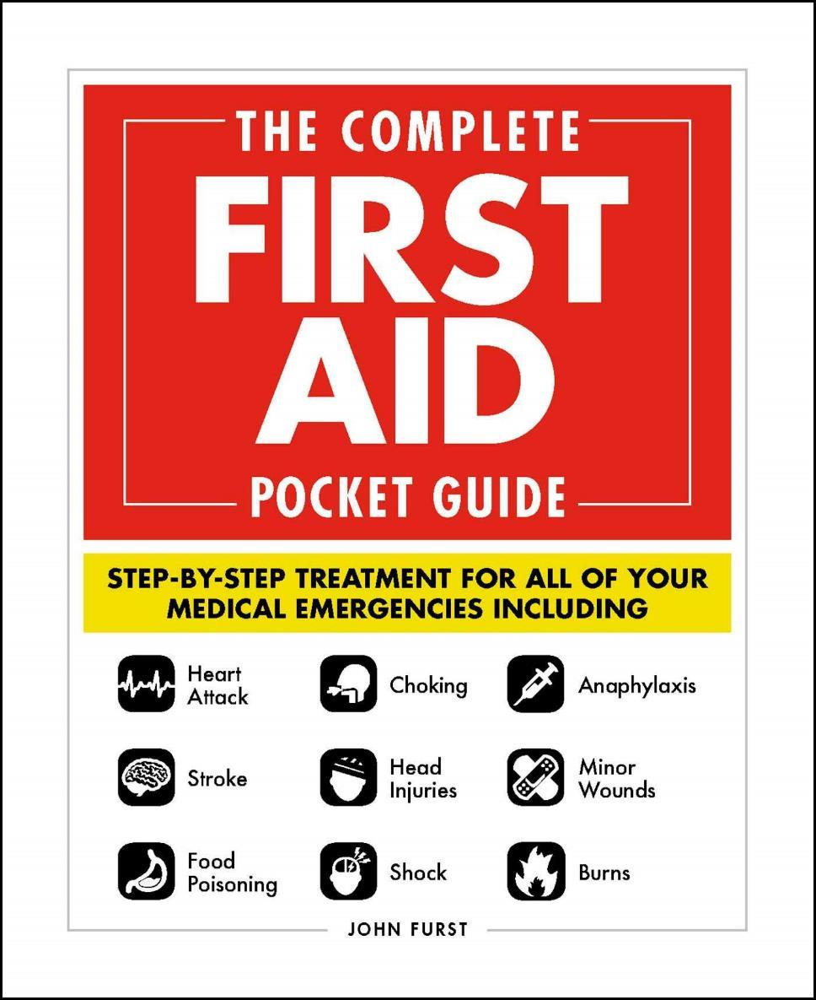 THE COMPLETE
FIRST
AID
POCKET GUIDE
STEP-BY-STEP TREATMENT FOR ALL OF YOUR
MEDICAL EMERGENCIES INCLUDING
Heart
Attack
Choking
Anaphylaxis
Stroke
Head
Injuries
Minor
Wounds
Food
Poisoning
Shock
Burns
JOHN FURST